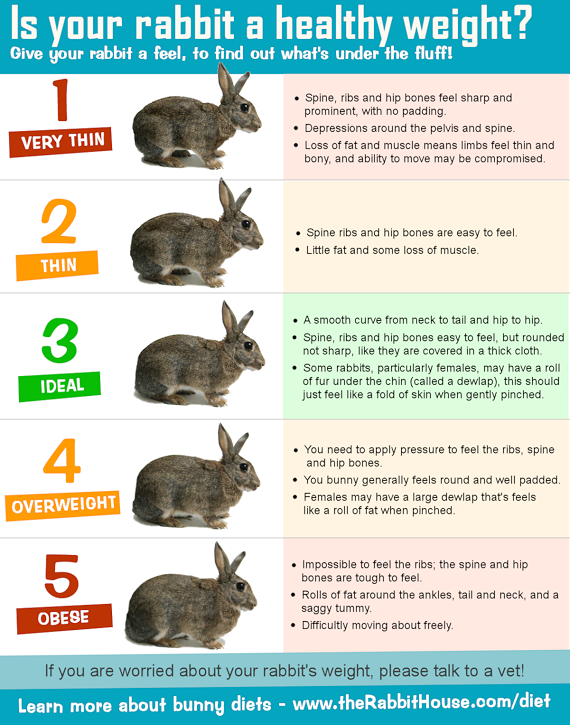 Is your rabbit a healthy weight?
Give your rabbit a feel, to find out what's under the fluff!
1
VERY THIN
• Spine, ribs and hip bones feel sharp and
prominent, with no padding.
• Depressions around the pelvis and spine.
• Loss of fat and muscle means limbs feel thin and
bony, and ability to move may be compromised.
2
THIN
• Spine ribs and hip bones are easy to feel.
• Little fat and some loss of muscle.
3
IDEAL
• A smooth curve from neck to tail and hip to hip.
• Spine, ribs and hip bones easy to feel, but rounded
not sharp, like they are covered in a thick cloth.
• Some rabbits, particularly females, may have a roll
of fur under the chin (called a dewlap), this should
just feel like a fold of skin when gently pinched.
4
OVERWEIGHT
• You need to apply pressure to feel the ribs, spine
and hip bones.
• You bunny generally feels round and well padded.
• Females may have a large dewlap that's feels
like a roll of fat when pinched.
5
OBESE
• Impossible to feel the ribs; the spine and hip
bones are tough to feel.
• Rolls of fat around the ankles, tail and neck, and a
saggy tummy.
• Difficultly moving about freely.
If you are worried about your rabbit's weight, please talk to a vet!
Learn more about bunny diets - www.theRabbitHouse.com/diet